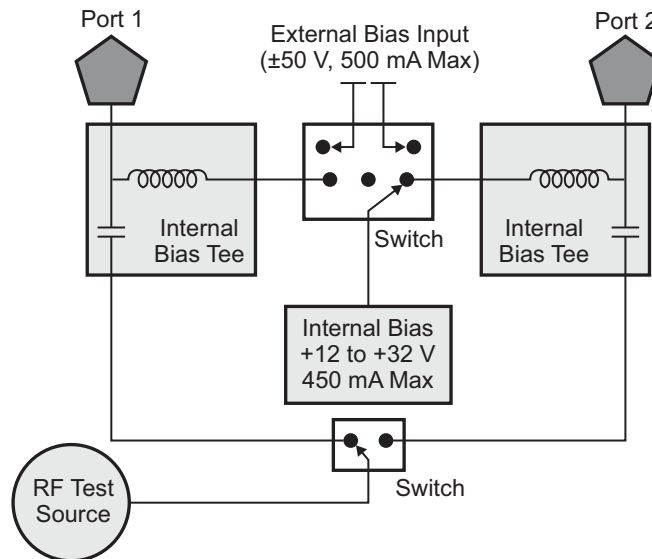 Port 1
External Bias Input
(±50 V, 500 mA Max)
Port 2
Internal
Bias Tee
Switch
Internal
Bias Tee
Internal Bias
+12 to +32 V
450 mA Max
RF Test
Source
Switch